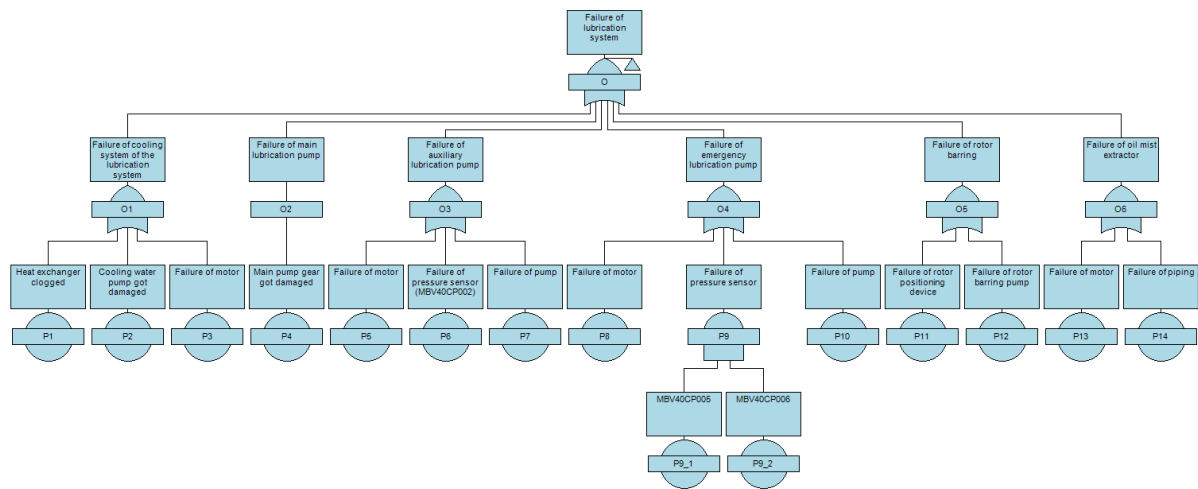 Failure of
lubrication
system
O
Failure of cooling
system of the
lubrication
system
Failure of main
lubrication pump
Failure of
auxiliary
lubrication pump
Failure of
emergency
lubrication pump
Failure of rotor
barring
Failure of oil mist
extractor
O1
O2
O3
O4
O5
O6
Heat exchanger
clogged
Cooling water
pump got
damaged
Failure of motor
Main pump gear
got damaged
Failure of motor
Failure of
pressure sensor
(MBV40CP002)
Failure of pump
Failure of motor
Failure of
pressure sensor
Failure of pump
Failure of rotor
positioning
device
Failure of rotor
barring pump
Failure of motor
Failure of piping
P1
P2
P3
P4
P5
P6
P7
P8
P9
P10
P11
P12
P13
P14
MBV40CP005
MBV40CP006
P9_1
P9_2